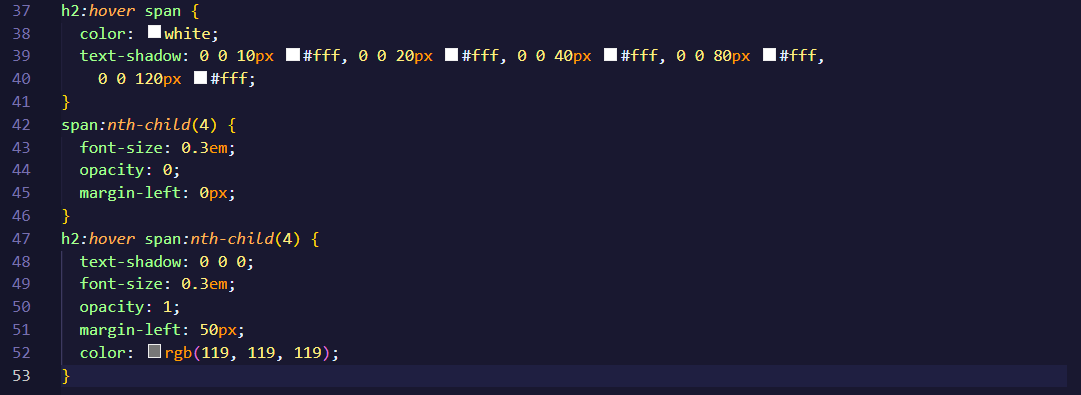 37 h2:hover span {
38 color: white;
39 text-shadow: 0 0 10px #fff, 0 0 20px #fff, 0 0 40px #fff, 0 0 80px #fff,
40 0 0 120px #fff;
41 }
42 span:nth-child(4) {
43 font-size: 0.3em;
44 opacity: 0;
45 margin-left: 0px;
46 }
47 h2:hover span:nth-child(4) {
48 text-shadow: 0 0 0;
49 font-size: 0.3em;
50 opacity: 1;
51 margin-left: 50px;
52 color: rgb(119, 119, 119);
53 }